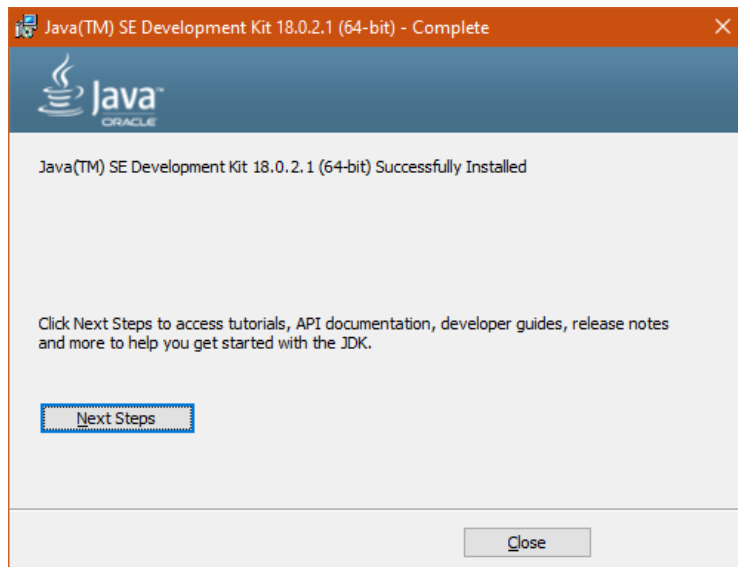 Java(TM) SE Development Kit 18.0.2.1 (64-bit) - Complete
Java™
ORACLE
Java(TM) SE Development Kit 18.0.2.1 (64-bit) Successfully Installed
Click Next Steps to access tutorials, API documentation, developer guides, release notes
and more to help you get started with the JDK.
Next Steps
Close